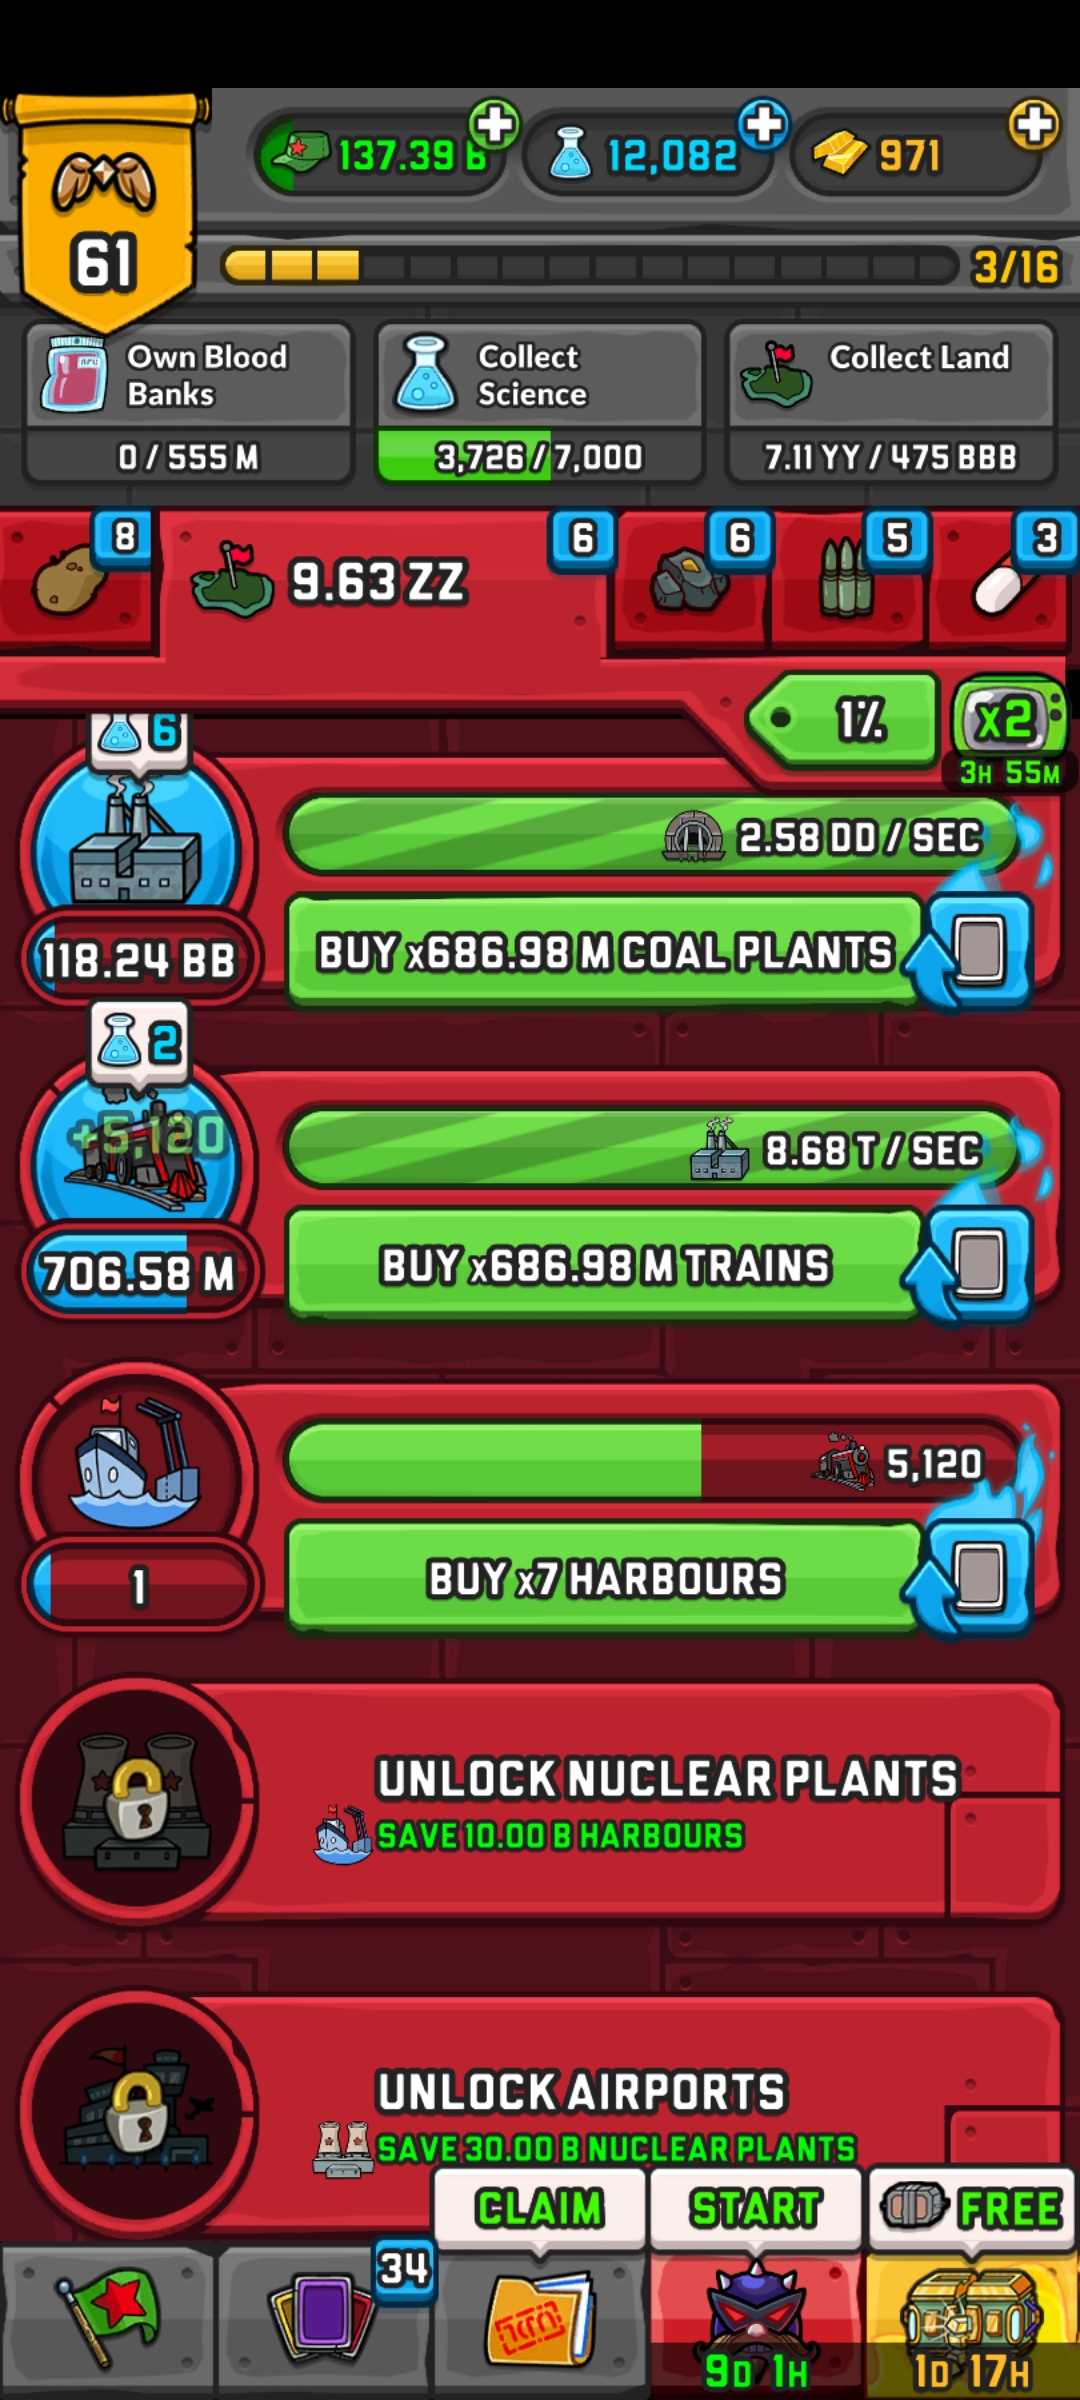 61
137.39 B
12,082
971
3/16
Own Blood
Banks
0 / 555 M
Collect
Science
3,726 / 7,000
Collect Land
7.11 YY / 475 BBB
8
9.63 ZZ
6
6
5
3
1%
x2
3H 55M
6
2.58 DD / SEC
118.24 BB
BUY x686.98 M COAL PLANTS
2
+5,120
8.68 T / SEC
706.58 M
BUY x686.98 M TRAINS
5,120
1
BUY x7 HARBOURS
UNLOCK NUCLEAR PLANTS
SAVE 10.00 B HARBOURS
UNLOCK AIRPORTS
SAVE 30.00 B NUCLEAR PLANTS
CLAIM
START
FREE
34
9D 1H
1D 17H